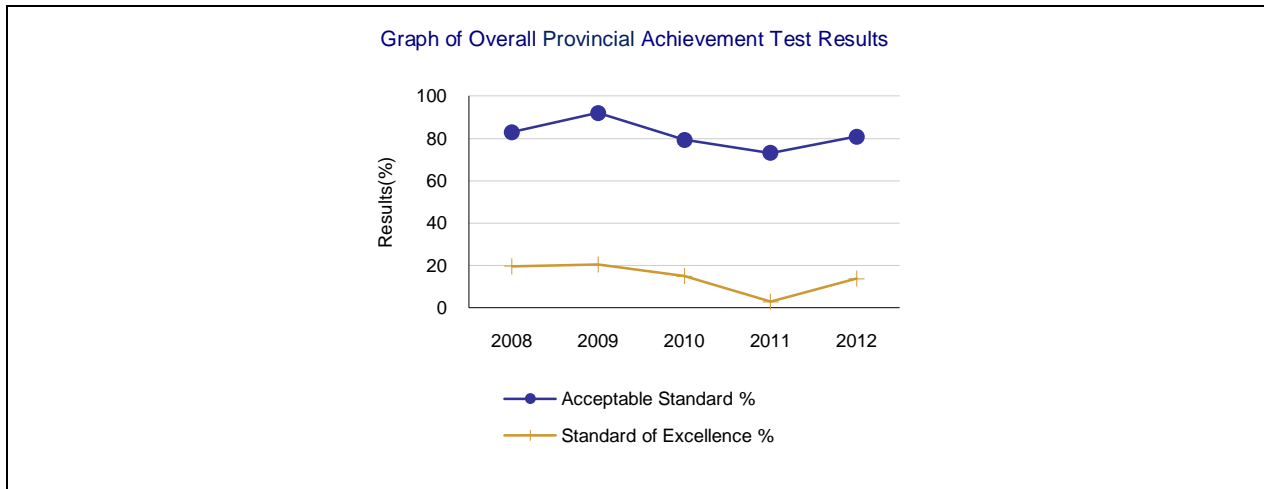 Graph of Overall Provincial Achievement Test Results
Results(%)
100
80
60
40
20
0
2008 2009 2010 2011 2012
Acceptable Standard %
Standard of Excellence %